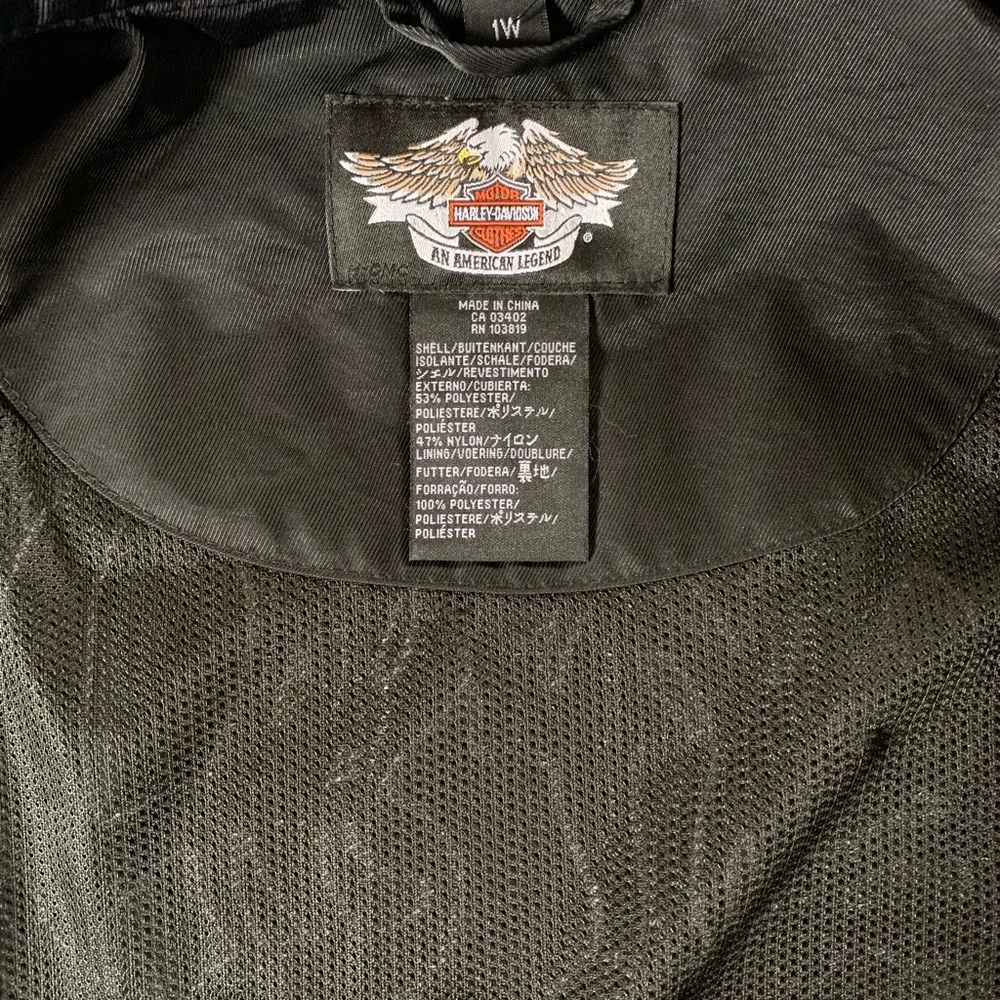 1W
MOTOR
HARLEY-DAVIDSON
CLOTHES
®
AN AMERICAN LEGEND
MADE IN CHINA
CA 03402
RN 103819
SHELL/BUITENKANT/COUCHE
ISOLANTE/SCHALE/FODERA/
シェル/REVESTIMENTO
EXTERNO/CUBIERTA:
53% POLYESTER/
POLIESTERE/ポリステル/
POLIÉSTER
47% NYLON/ナイロン
LINING/VOERING/DOUBLURE/
FUTTER/FODERA/裏地/
FORRAÇÃO/FORRO:
100% POLYESTER/
POLIESTERE/ポリステル/
POLIÉSTER